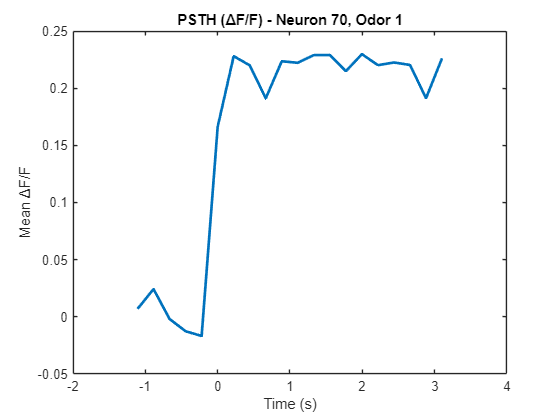 PSTH (ΔF/F) - Neuron 70, Odor 1
0.25
0.2
0.15
0.1
0.05
0
-0.05
Mean ΔF/F
-2 -1 0 1 2 3 4
Time (s)